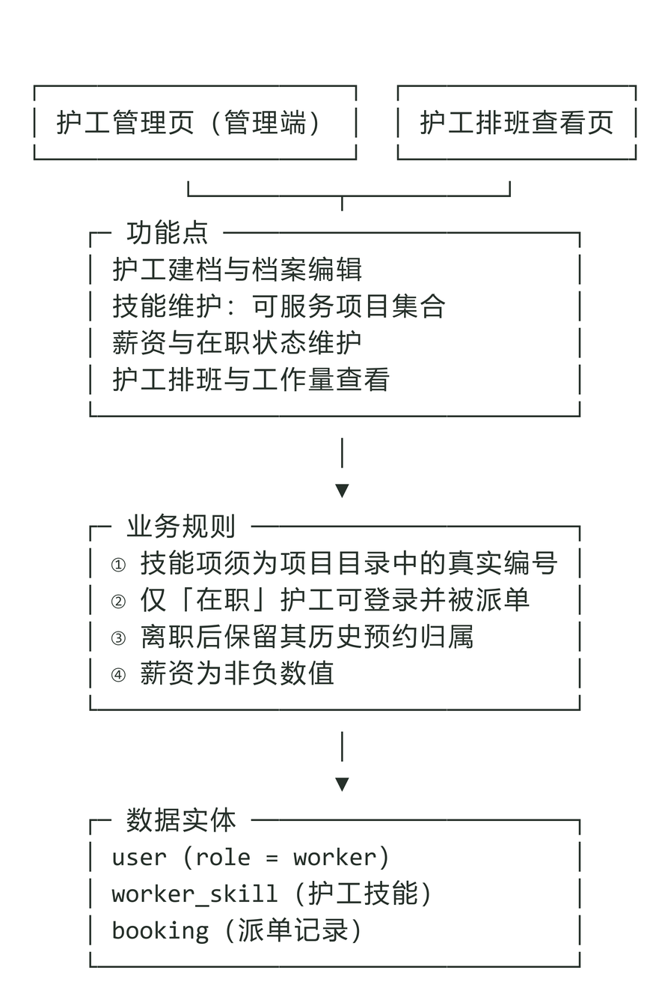 护工管理页（管理端） 护工排班查看页
功能点
护工建档与档案编辑
技能维护：可服务项目集合
薪资与在职状态维护
护工排班与工作量查看
业务规则
① 技能项须为项目目录中的真实编号
② 仅「在职」护工可登录并被派单
③ 离职后保留其历史预约归属
④ 薪资为非负数值
数据实体
user（role = worker）
worker_skill（护工技能）
booking（派单记录）